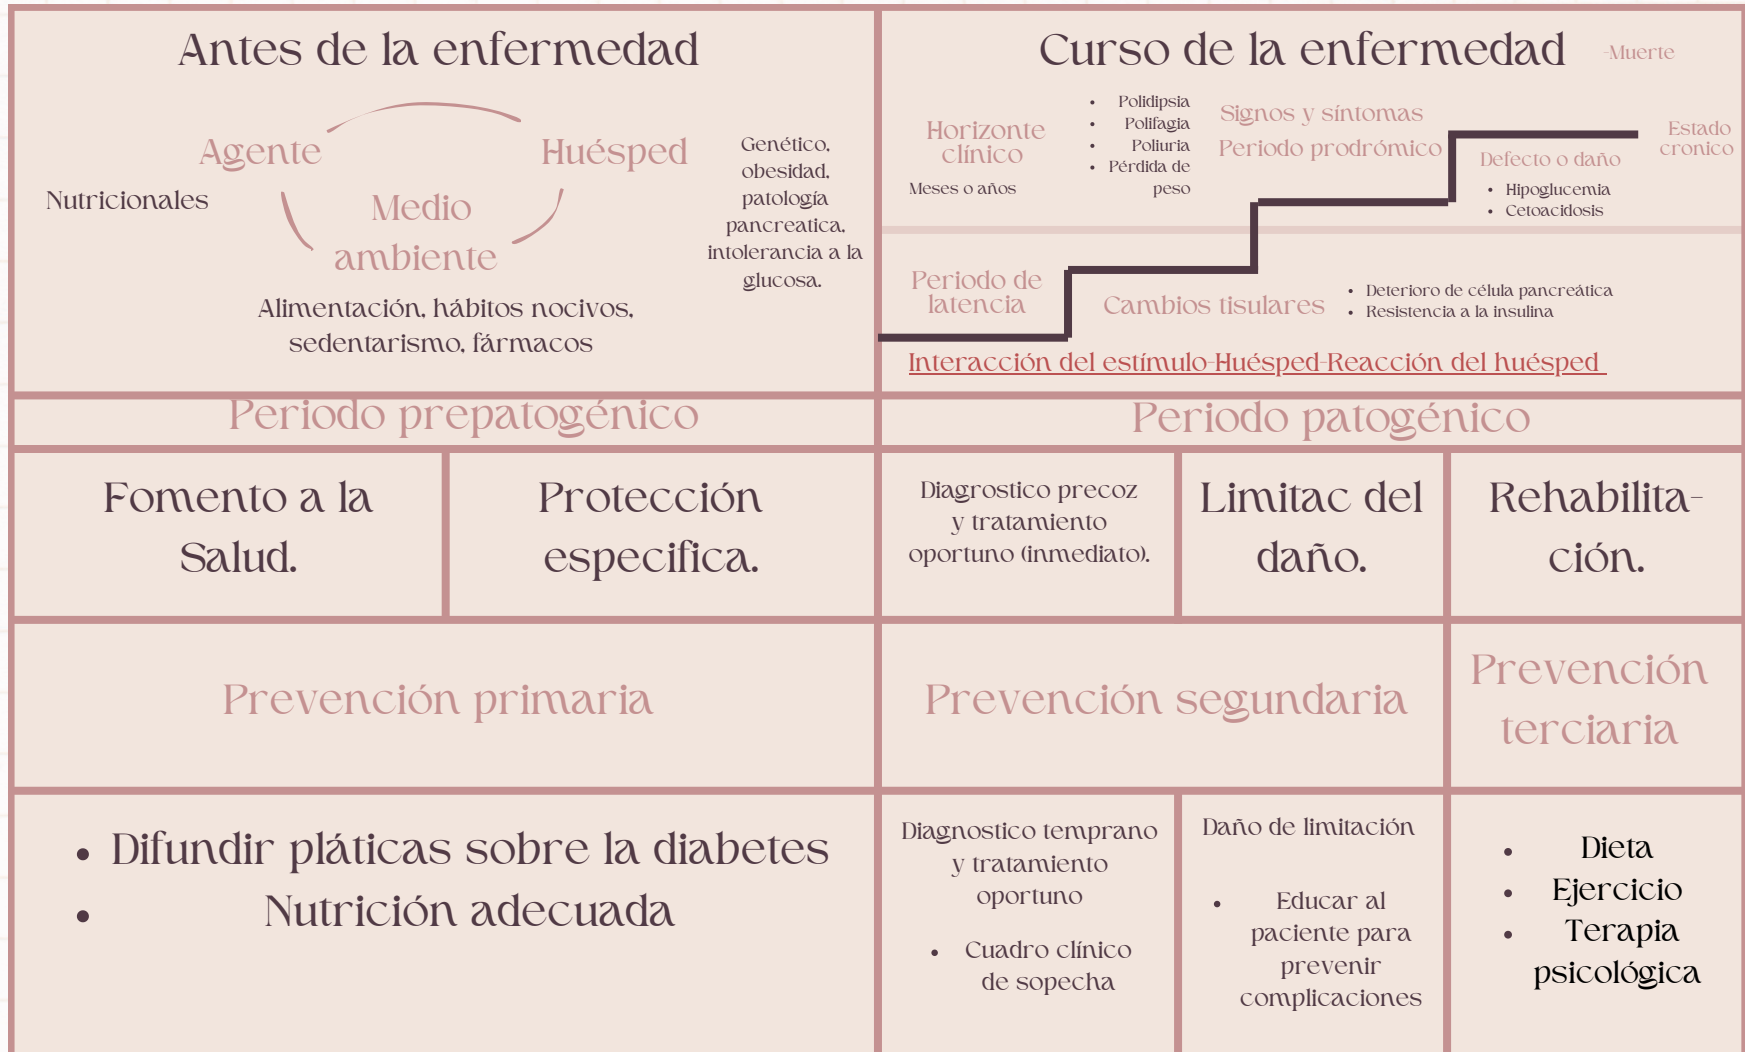 Antes de la enfermedad
Agente
Huésped
Nutricionales
Medio
ambiente
Genético,
obesidad,
patología
pancreatica,
intolerancia a la
glucosa.
Alimentación, hábitos nocivos,
sedentarismo, fármacos
Curso de la enfermedad
-Muerte
Horizonte
clínico
Meses o años
• Polidipsia
• Polifagia
• Poliuria
• Pérdida de
peso
Signos y síntomas
Periodo prodrómico
Defecto o daño
• Hipoglucemia
• Cetoacidosis
Estado
cronico
Periodo de
latencia
Cambios tisulares
• Deterioro de célula pancreática
• Resistencia a la insulina
Interacción del estímulo-Huésped-Reacción del huésped
Periodo prepatogénico
Periodo patogénico
Fomento a la
Salud.
Protección
especifica.
Diagrostico precoz
y tratamiento
oportuno (inmediato).
Limitac del
daño.
Rehabilita-
ción.
Prevención primaria
Prevención segundaria
Prevención
terciaria
• Difundir pláticas sobre la diabetes
• Nutrición adecuada
Diagnostico temprano
y tratamiento
oportuno
• Cuadro clínico
de sopecha
Daño de limitación
• Educar al
paciente para
prevenir
complicaciones
• Dieta
• Ejercicio
• Terapia
psicológica